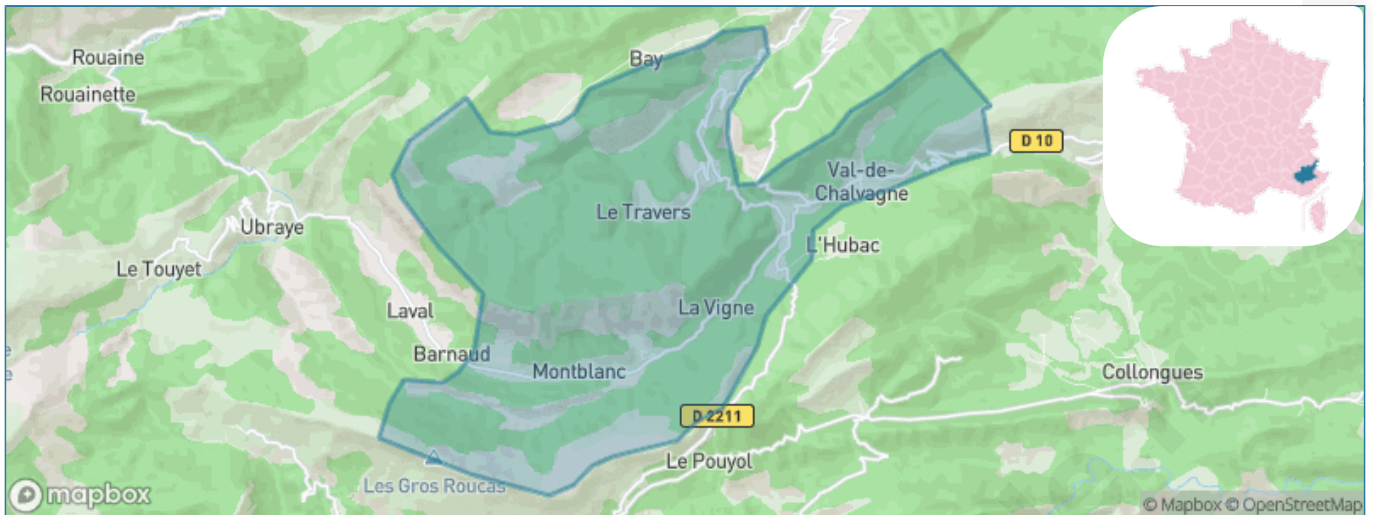 Rouaine
Bay
Rouainette
D 10
Val-de-
Chalvagne
Le Travers
Ubraye
L'Hubac
Le Touyet
Laval
La Vigne
Barnaud
Montblanc
Collongues
D 2211
Le Pouyol
Les Gros Roucas
mapbox
© Mapbox © OpenStreetMap